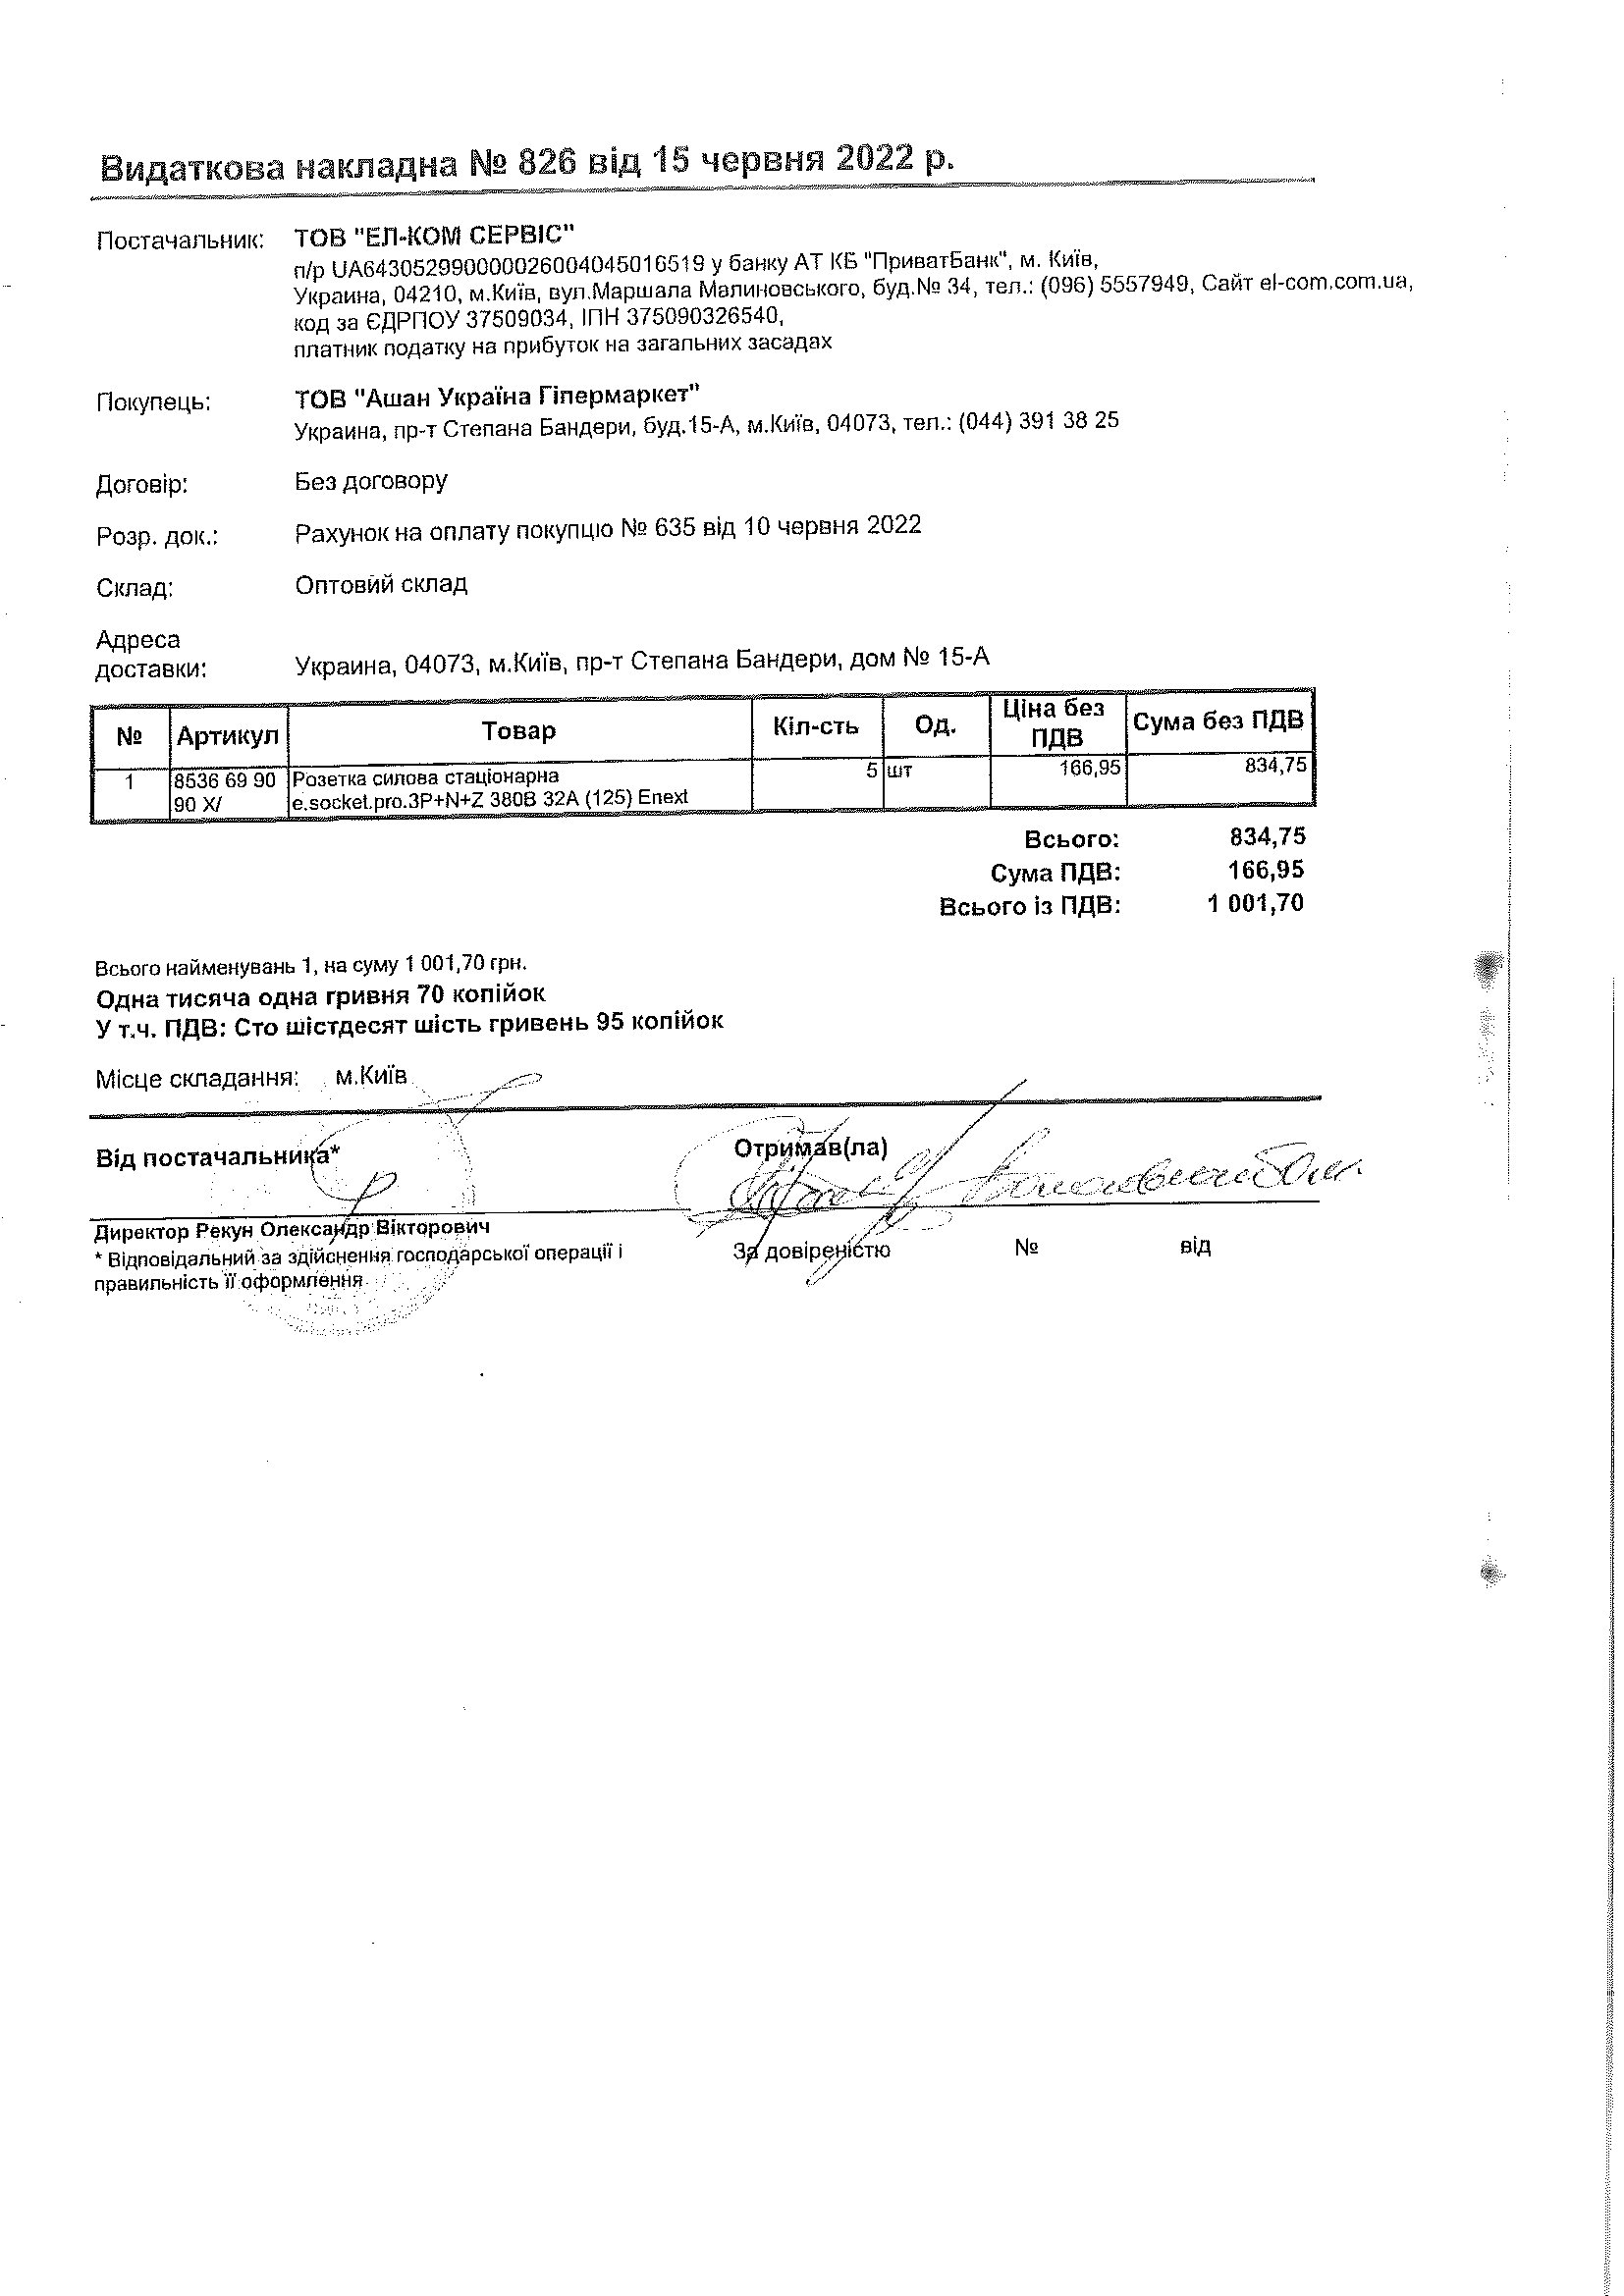 Видаткова накладна № 826 від 15 червня 2022 р.
Постачальник: ТОВ "ЕЛ-КОМ СЕРВІС"
п/р UA643052990000026004045016519 у банку АТ КБ "ПриватБанк", м. Київ,
Украина, 04210, м.Київ, вул.Маршала Малиновського, буд.№ 34, тел.: (096) 5557949, Сайт el-com.com.ua,
код за ЄДРПОУ 37509034, ІПН 375090326540,
платник податку на прибуток на загальних засадах
Покупець: ТОВ "Ашан Україна Гіпермаркет"
Украина, пр-т Степана Бандери, буд.15-А, м.Київ, 04073, тел.: (044) 391 38 25
Договір: Без договору
Розр. док.: Рахунок на оплату покупцю № 635 від 10 червня 2022
Склад: Оптовий склад
Адреса
доставки: Украина, 04073, м.Київ, пр-т Степана Бандери, дом № 15-А
№ Артикул Товар Кіл-сть Од. Ціна без ПДВ Сума без ПДВ
1 8536 69 90 Розетка силова стаціонарна 5 шт 166,95 834,75
90 Х/ e.socket.pro.3P+N+Z 380В 32А (125) Enext
Всього: 834,75
Сума ПДВ: 166,95
Всього із ПДВ: 1 001,70
Всього найменувань 1, на суму 1 001,70 грн.
Одна тисяча одна гривня 70 копійок
У т.ч. ПДВ: Сто шістдесят шість гривень 95 копійок
Місце складання: м.Київ
Від постачальника* Отримав(ла)
Директор Рекун Олександр Вікторович
* Відповідальний за здійснення господарської операції і
правильність її оформлення
За довіреністю № від